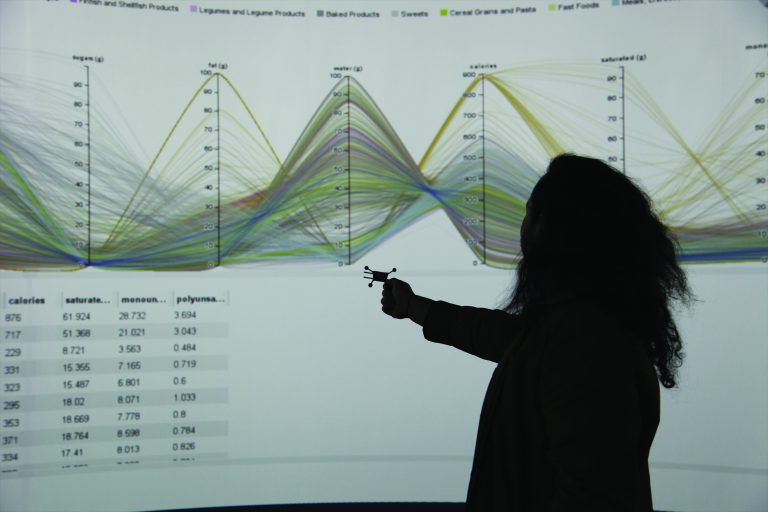 Finfish and Shellfish Products Legumes and Legume Products Baked Products Sweets Cereal Grains and Pasta Fast Foods Meals,
sugar (g) fat (g) water (g) calories saturated (g) mono
100 100 900 70
90 90 90 90
80 80 80 700 80
70 70 70 600 70 60
60 60 60 500 60 50
50 50 50 50
40 40 40 300
30 30 30 200
20 20 20 20
10 10 10 10
0 0 0 0
calories saturate... monoun... polyunsa...
876 61.924 28.732 3.694
717 51.368 21.021 3.043
229 8.721 3.563 0.484
331 15.355 7.165 0.719
323 15.487 6.801 0.6
295 18.02 8.071 1.033
353 18.669 7.778 0.8
371 18.764 8.598 0.784
334 17.41 8.013 0.826